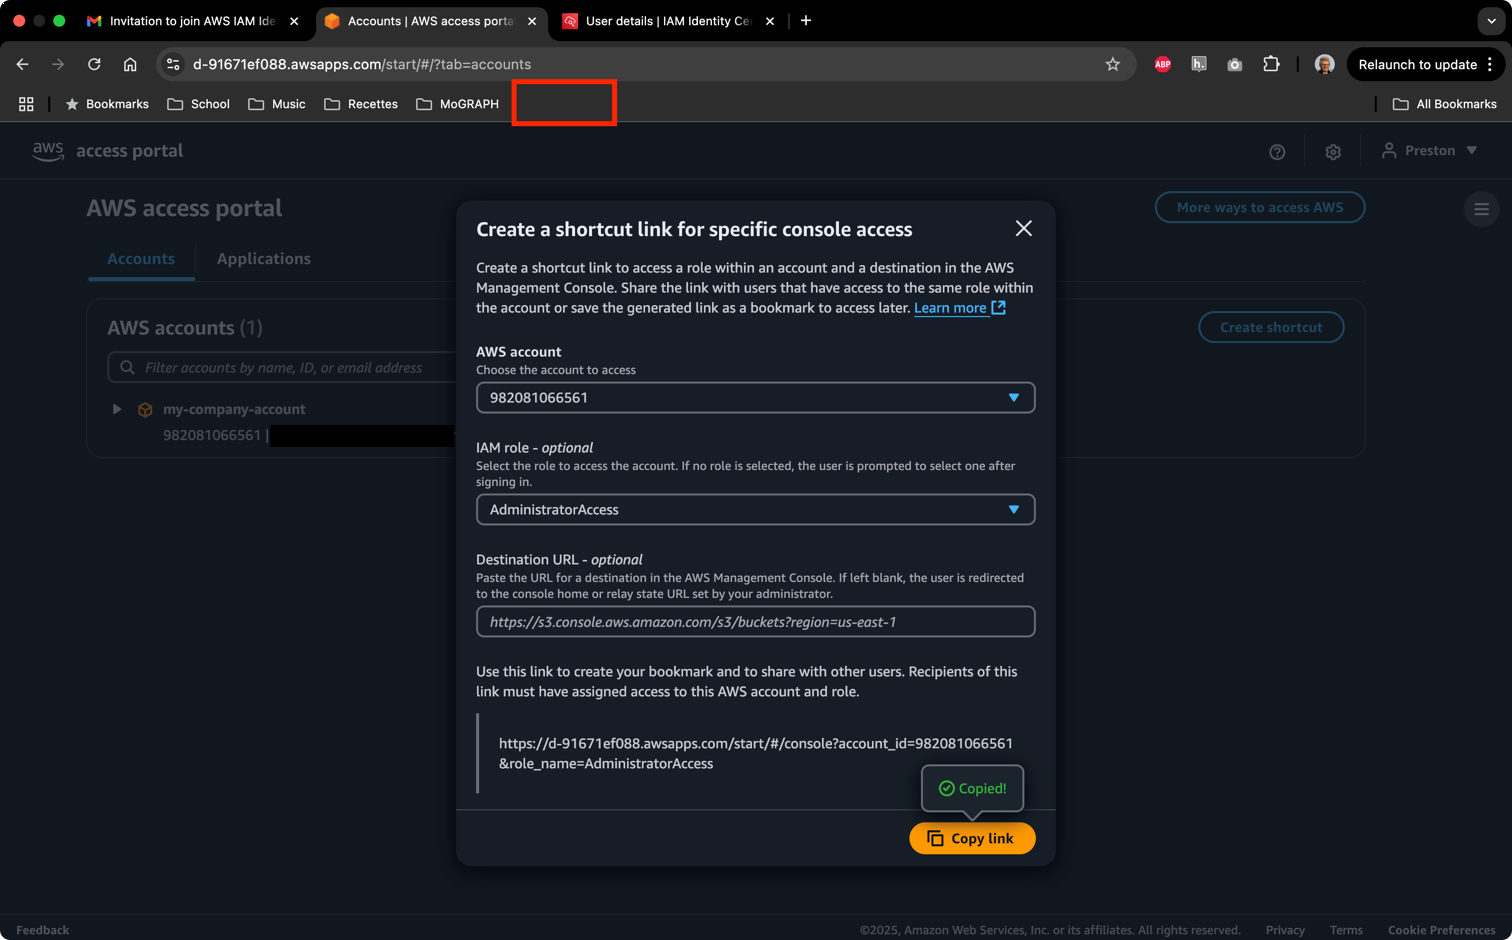 Invitation to join AWS IAM Ide
Accounts | AWS access porta
User details | IAM Identity Ce
d-91671ef088.awsapps.com/start/#/?tab=accounts
ABP
h.
Relaunch to update
Bookmarks
School
Music
Recettes
MoGRAPH
All Bookmarks
aws access portal
Preston
AWS access portal
More ways to access AWS
Accounts
Applications
AWS accounts (1)
Create shortcut
Filter accounts by name, ID, or email address
my-company-account
982081066561 |
Create a shortcut link for specific console access
Create a shortcut link to access a role within an account and a destination in the AWS
Management Console. Share the link with users that have access to the same role within
the account or save the generated link as a bookmark to access later. Learn more
AWS account
Choose the account to access
982081066561
IAM role - optional
Select the role to access the account. If no role is selected, the user is prompted to select one after
signing in.
AdministratorAccess
Destination URL - optional
Paste the URL for a destination in the AWS Management Console. If left blank, the user is redirected
to the console home or relay state URL set by your administrator.
https://s3.console.aws.amazon.com/s3/buckets?region=us-east-1
Use this link to create your bookmark and to share with other users. Recipients of this
link must have assigned access to this AWS account and role.
https://d-91671ef088.awsapps.com/start/#/console?account_id=982081066561
&role_name=AdministratorAccess
Copied!
Copy link
Feedback
©2025, Amazon Web Services, Inc. or its affiliates. All rights reserved.
Privacy
Terms
Cookie Preferences